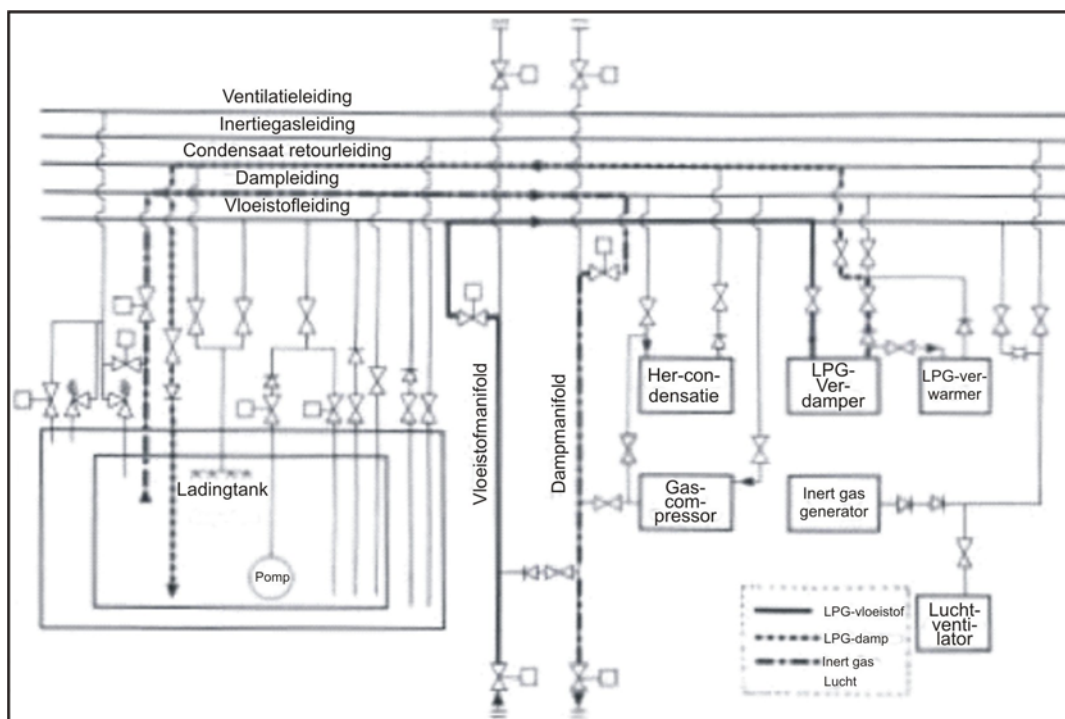 Ventilatieleiding
Inertiegasleiding
Condensaat retourleiding
Dampleiding
Vloeistofleiding
Vloeistofmanifold
Dampmanifold
Her-con-
densatie
LPG-
Ver-
damper
LPG-ver-
warmer
Ladingtank
Pomp
Gas-
com-
pressor
Inert gas
generator
Lucht-
venti-
lator
LPG-vloeistof
LPG-damp
Inert gas
Lucht